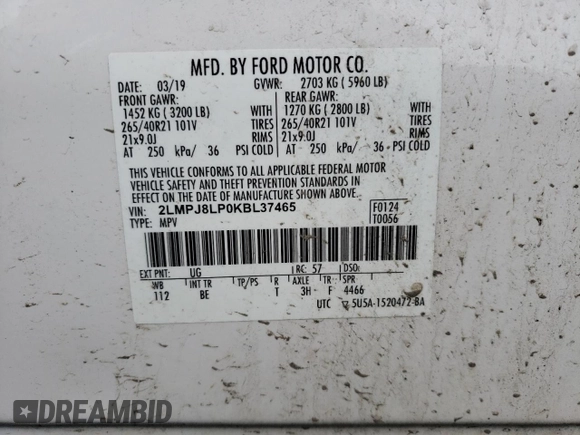 MFD. BY FORD MOTOR CO.
DATE: 03/19 GVWR: 2703 KG ( 5960 LB)
FRONT GAWR: REAR GAWR:
1452 KG ( 3200 LB) WITH 1270 KG ( 2800 LB) WITH
265/40R21 101V TIRES 265/40R21 101V TIRES
21x9.0J RIMS 21x9.0J RIMS
AT 250 kPa/ 36 PSI COLD AT 250 kPa/ 36 PSI COLD
THIS VEHICLE CONFORMS TO ALL APPLICABLE FEDERAL MOTOR
VEHICLE SAFETY AND BUMPER AND THEFT PREVENTION STANDARDS IN
EFFECT ON THE DATE OF MANUFACTURE SHOWN ABOVE.
VIN: 2LMPJ8LP0KBL37465 F0124
TYPE: MPV T0056
EXT PNT: UG RC: 57 DSO:
WB INT TR TP/PS R AXLE TR SPR
112 BE T 3H F 4466
UTC 5U5A-1520472-BA
DREAMBID